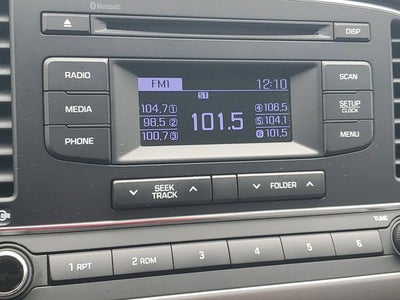 Bluetooth
DISP
RADIO
FM1
12:10
SCAN
ST
MEDIA
104.7 1
4 106.5
SETUP
CLOCK
98.5 2
101.5
5 104.1
PHONE
100.7 3
6 101.5
MENU
SEEK
TRACK
FOLDER
TUNE
1 RPT
2 RDM
3
4
5
6